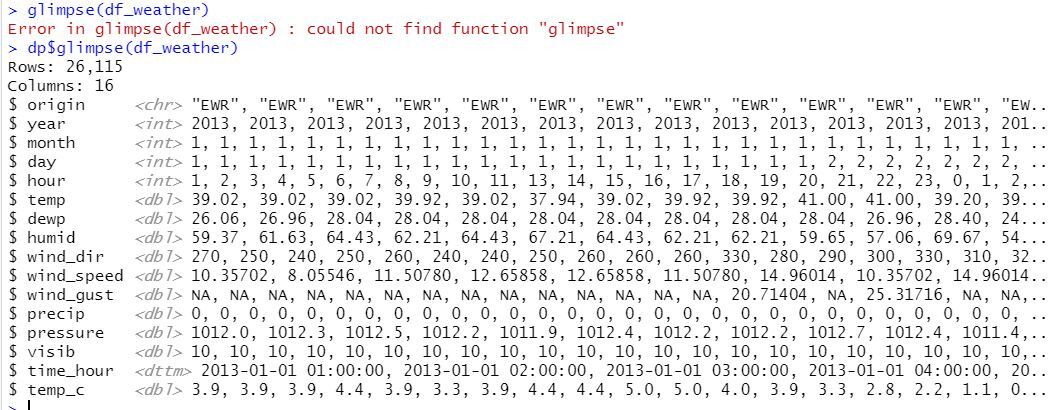 > glimpse(df_weather)
Error in glimpse(df_weather) : could not find function "glimpse"
> dp$glimpse(df_weather)
Rows: 26,115
Columns: 16
$ origin     <chr> "EWR", "EWR", "EWR", "EWR", "EWR", "EWR", "EWR", "EWR", "EWR", "EWR", "EWR", "EWR", "EW...
$ year       <int> 2013, 2013, 2013, 2013, 2013, 2013, 2013, 2013, 2013, 2013, 2013, 2013, 2013, 2013, 201...
$ month      <int> 1, 1, 1, 1, 1, 1, 1, 1, 1, 1, 1, 1, 1, 1, 1, 1, 1, 1, 1, 1, 1, 1, 1, 1, 1, 1, 1, 1, 1, ...
$ day        <int> 1, 1, 1, 1, 1, 1, 1, 1, 1, 1, 1, 1, 1, 1, 1, 1, 1, 1, 1, 1, 1, 1, 2, 2, 2, 2, 2, 2, 2, ...
$ hour       <int> 1, 2, 3, 4, 5, 6, 7, 8, 9, 10, 11, 13, 14, 15, 16, 17, 18, 19, 20, 21, 22, 23, 0, 1, 2,...
$ temp       <dbl> 39.02, 39.02, 39.02, 39.92, 39.02, 37.94, 39.02, 39.92, 39.92, 41.00, 41.00, 39.20, 39...
$ dewp       <dbl> 26.06, 26.96, 28.04, 28.04, 28.04, 28.04, 28.04, 28.04, 28.04, 28.04, 26.96, 28.40, 24...
$ humid      <dbl> 59.37, 61.63, 64.43, 62.21, 64.43, 67.21, 64.43, 62.21, 62.21, 59.65, 57.06, 69.67, 54...
$ wind_dir   <dbl> 270, 250, 240, 250, 260, 240, 240, 250, 260, 260, 260, 330, 280, 290, 300, 330, 310, 32...
$ wind_speed <dbl> 10.35702, 8.05546, 11.50780, 12.65858, 12.65858, 11.50780, 14.96014, 10.35702, 14.96014...
$ wind_gust  <dbl> NA, NA, NA, NA, NA, NA, NA, NA, NA, NA, NA, NA, 20.71404, NA, 25.31716, NA, NA,...
$ precip     <dbl> 0, 0, 0, 0, 0, 0, 0, 0, 0, 0, 0, 0, 0, 0, 0, 0, 0, 0, 0, 0, 0, 0, 0, 0, 0, 0, 0, 0, 0, ...
$ pressure   <dbl> 1012.0, 1012.3, 1012.5, 1012.2, 1011.9, 1012.4, 1012.2, 1012.2, 1012.7, 1012.4, 1011.4,...
$ visib      <dbl> 10, 10, 10, 10, 10, 10, 10, 10, 10, 10, 10, 10, 10, 10, 10, 10, 10, 10, 10, 10, 10, 10,...
$ time_hour  <dttm> 2013-01-01 01:00:00, 2013-01-01 02:00:00, 2013-01-01 03:00:00, 2013-01-01 04:00:00, 20...
$ temp_c     <dbl> 3.9, 3.9, 3.9, 4.4, 3.9, 3.3, 3.9, 4.4, 4.4, 5.0, 5.0, 4.0, 3.9, 3.3, 2.8, 2.2, 1.1, 0...
>